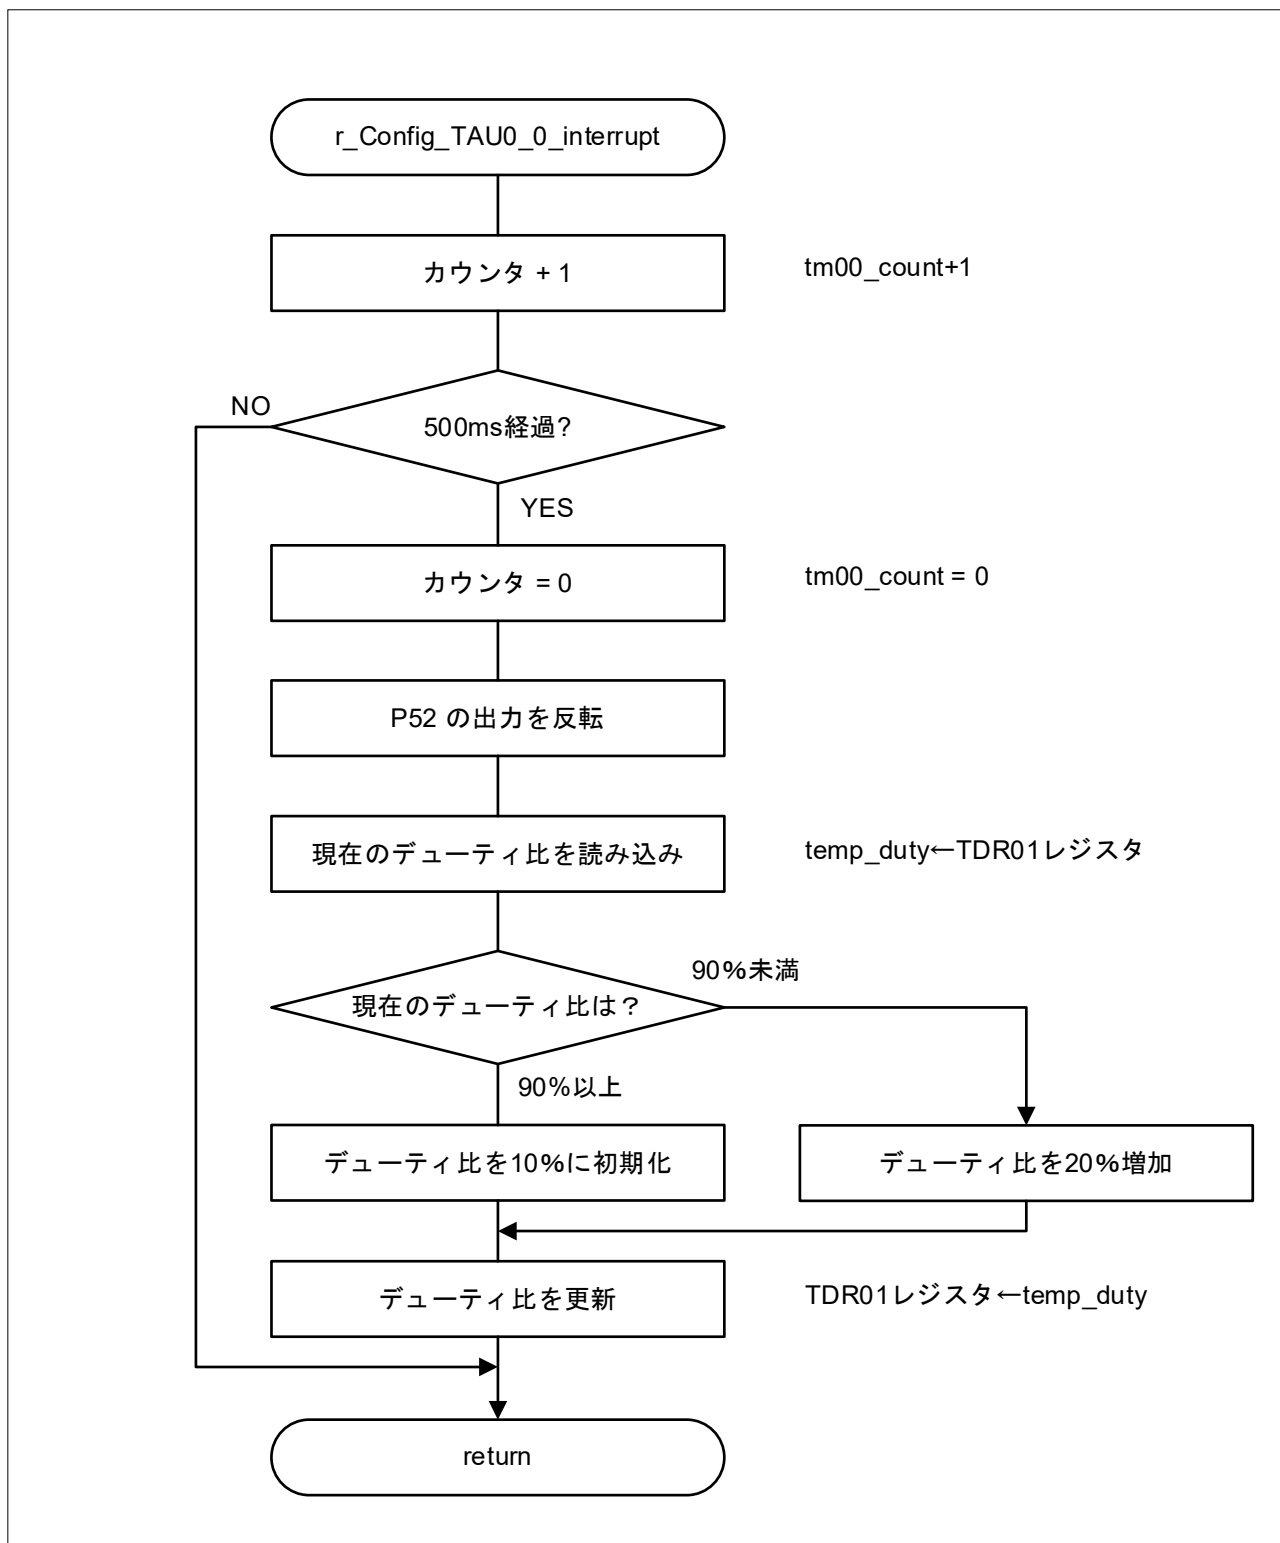 r_Config_TAU0_0_interrupt
カウンタ + 1
tm00_count+1
NO
500ms経過?
YES
カウンタ = 0
tm00_count = 0
P52 の出力を反転
現在のデューティ比を読み込み
temp_duty←TDR01レジスタ
90%未満
現在のデューティ比は？
90%以上
デューティ比を10%に初期化
デューティ比を20%増加
デューティ比を更新
TDR01レジスタ←temp_duty
return